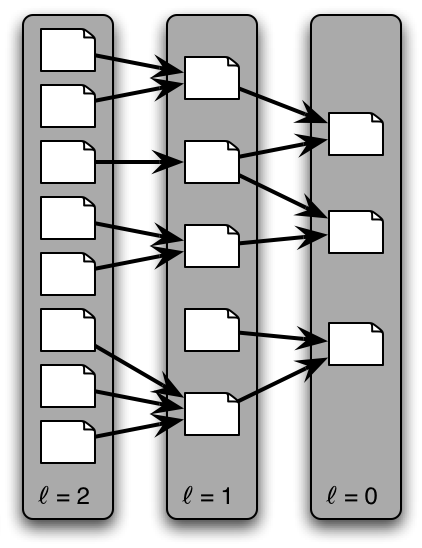 ℓ = 2
ℓ = 1
ℓ = 0